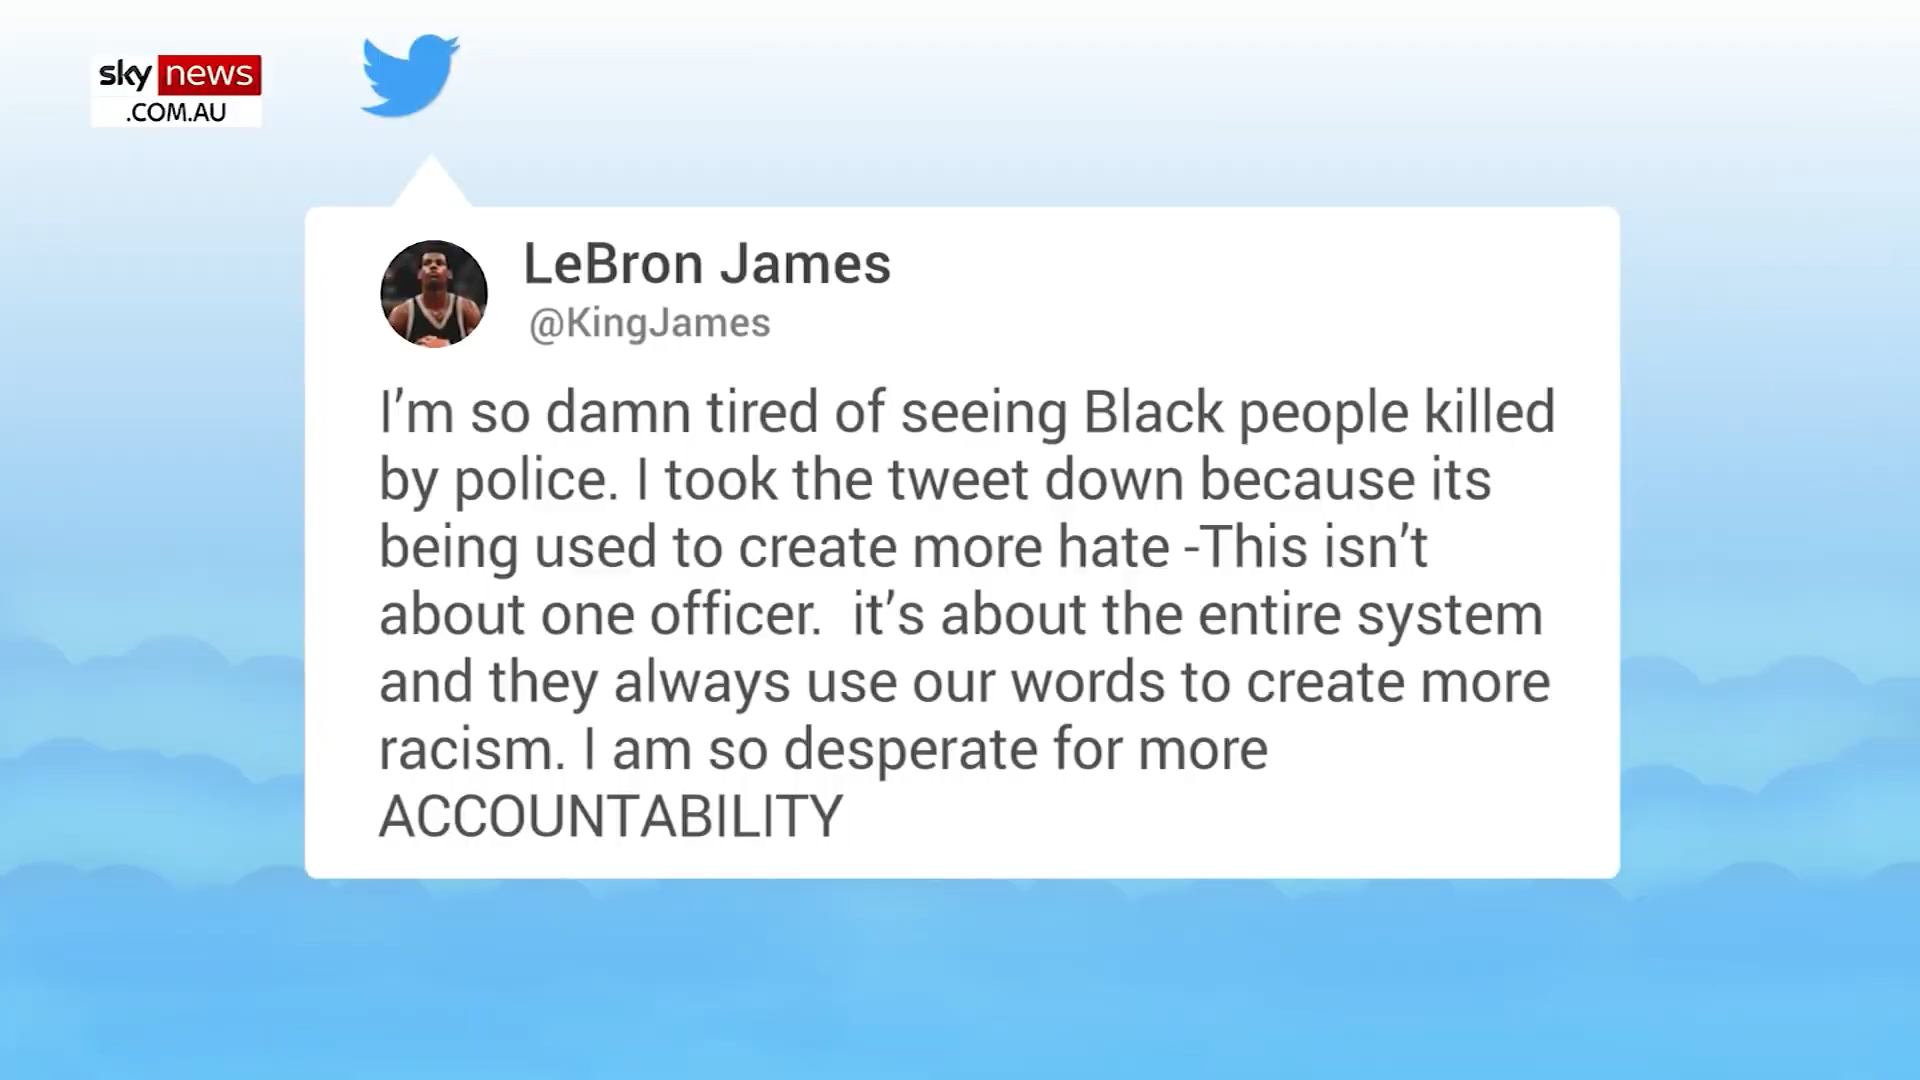 sky news
.COM.AU
LeBron James
@KingJames
I’m so damn tired of seeing Black people killed
by police. I took the tweet down because its
being used to create more hate -This isn’t
about one officer.  it’s about the entire system
and they always use our words to create more
racism. I am so desperate for more
ACCOUNTABILITY